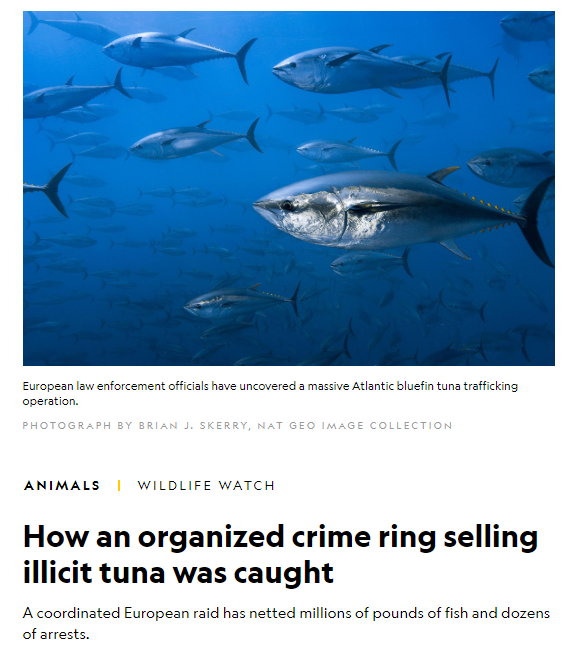 European law enforcement officials have uncovered a massive Atlantic bluefin tuna trafficking
operation.
PHOTOGRAPH BY BRIAN J. SKERRY, NAT GEO IMAGE COLLECTION
ANIMALS | WILDLIFE WATCH
How an organized crime ring selling
illicit tuna was caught
A coordinated European raid has netted millions of pounds of fish and dozens
of arrests.